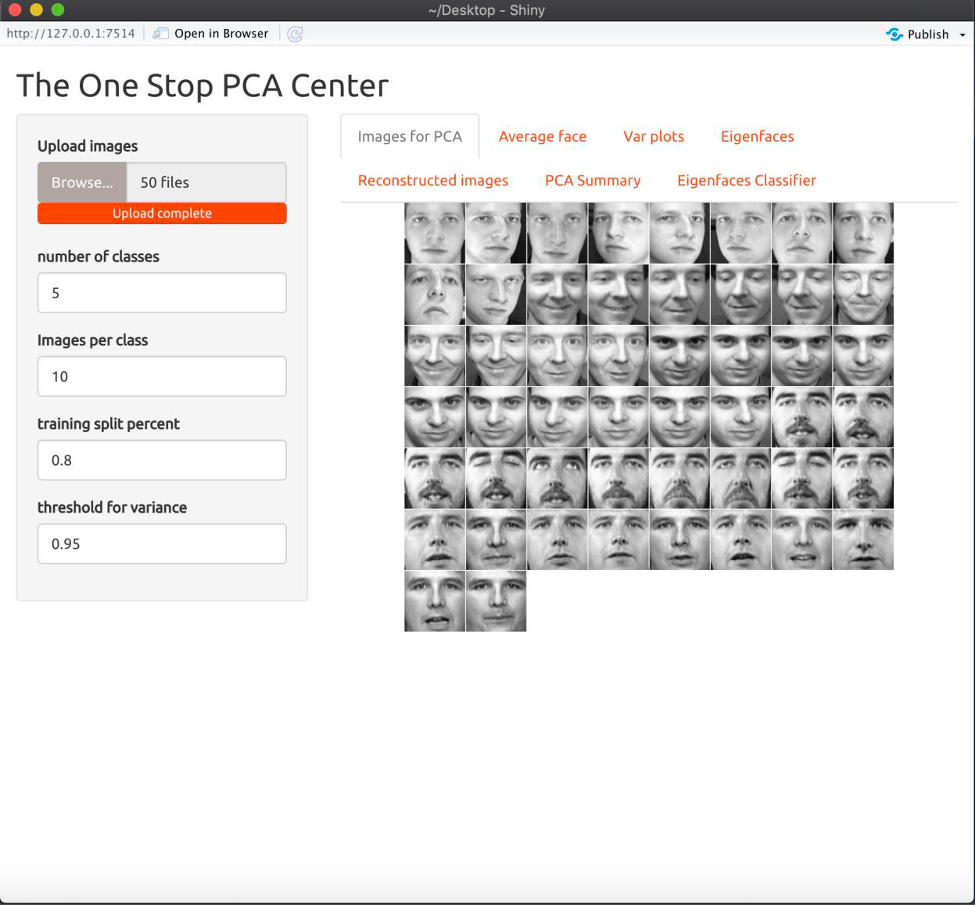 ~/Desktop - Shiny
http://127.0.0.1:7514 Open in Browser Publish
The One Stop PCA Center
Upload images
Browse... 50 files
Upload complete
number of classes
5
Images per class
10
training split percent
0.8
threshold for variance
0.95
Images for PCA Average face Var plots Eigenfaces
Reconstructed images PCA Summary Eigenfaces Classifier